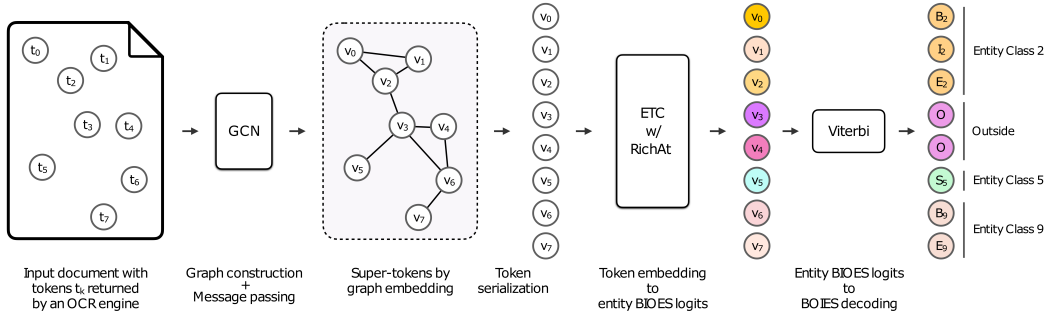 t0
t1
t2
t3 t4
t5
t6
t7
GCN
v0
v1
v2
v3 v4
v5
v6
v7
v0
v1
v2
v3
v4
v5
v6
v7
ETC
w/
RichAt
v0
v1
v2
v3
v4
v5
v6
v7
Viterbi
B2
I2
E2
O
O
S5
B9
E9
Entity Class 2
Outside
Entity Class 5
Entity Class 9
Input document with
tokens tk returned
by an OCR engine
Graph construction
+
Message passing
Super-tokens by
graph embedding
Token
serialization
Token embedding
to
entity BIOES logits
Entity BIOES logits
to
BOIES decoding